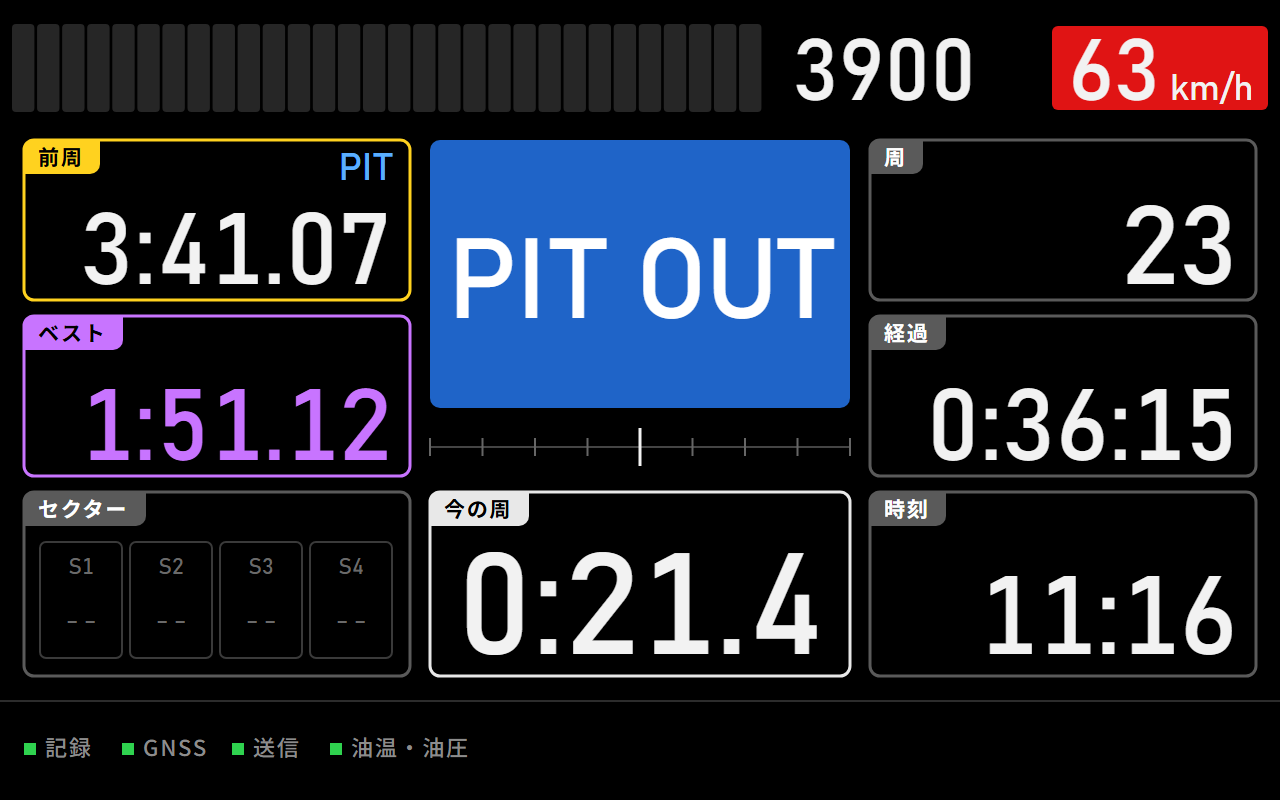 3900
63 km/h
前周
PIT
3:41.07
PIT OUT
周
23
ベスト
1:51.12
経過
0:36:15
セクター
S1 S2 S3 S4
-- -- -- --
今の周
0:21.4
時刻
11:16
記録 GNSS 送信 油温・油圧